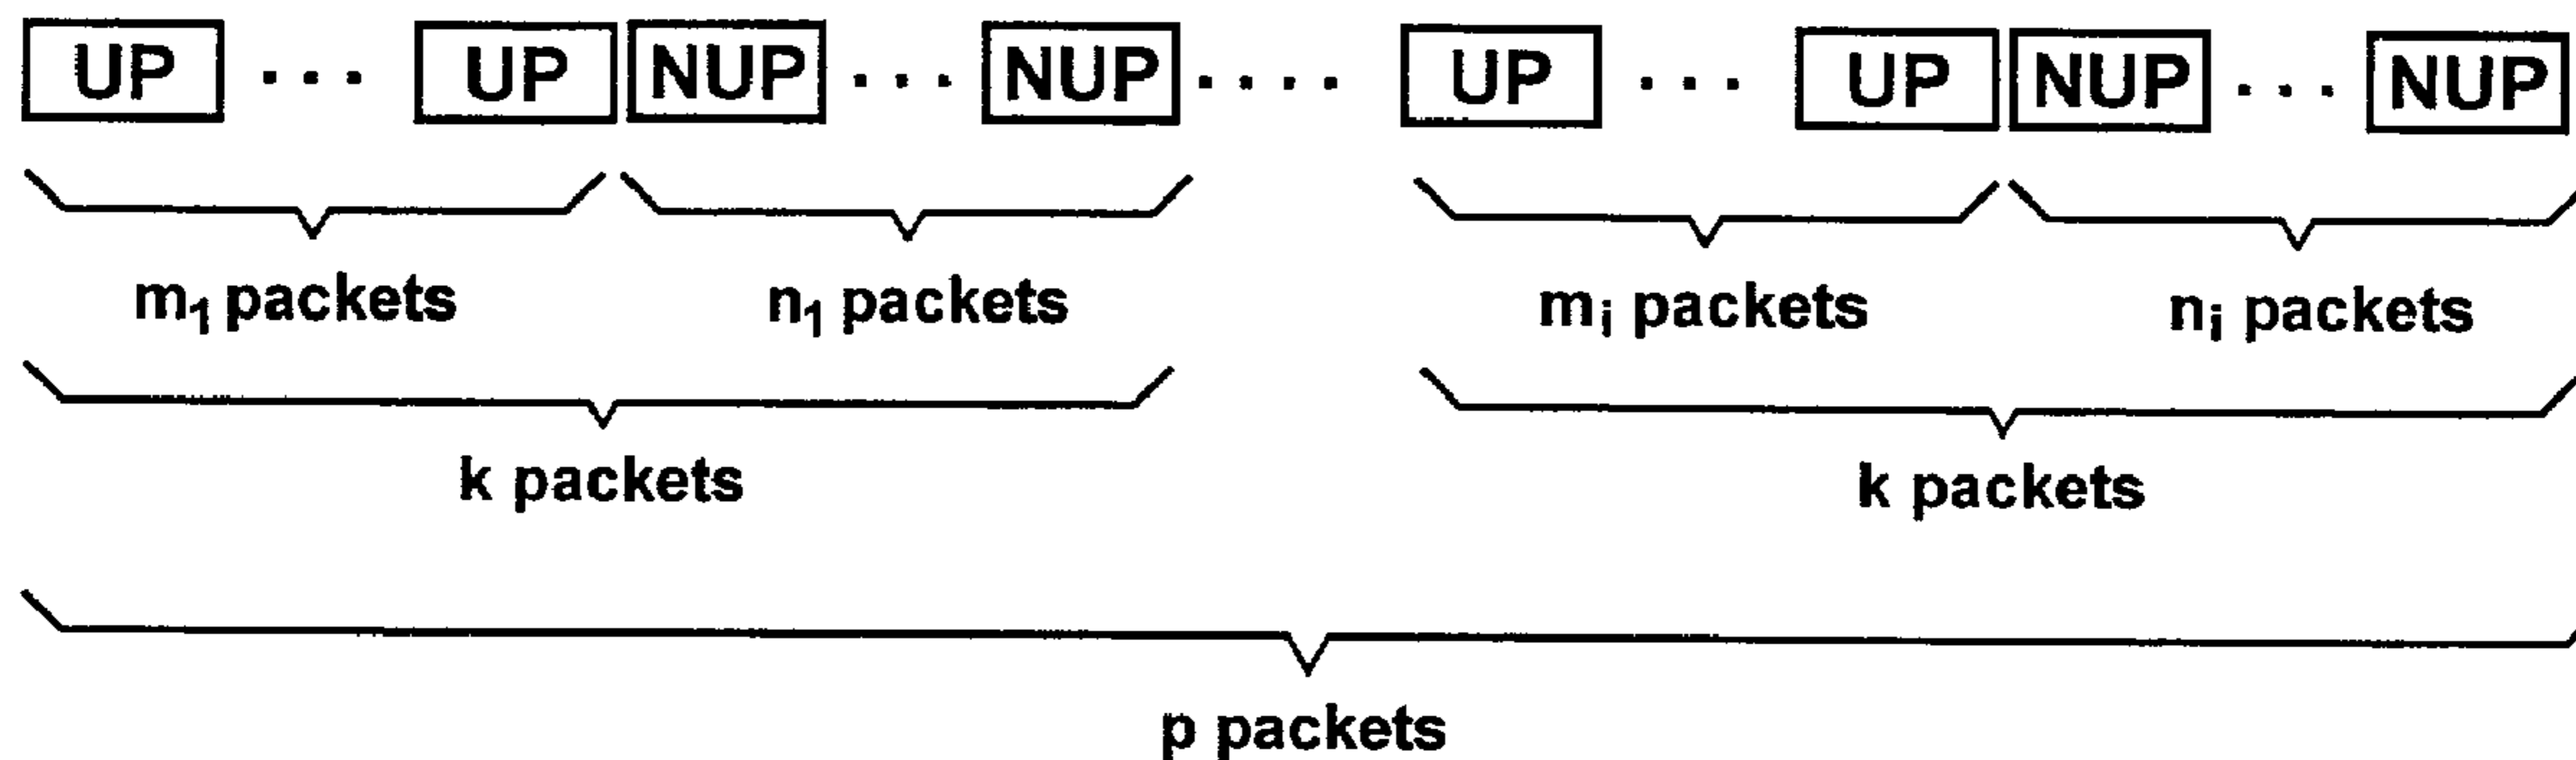 UP ... UP NUP ... NUP .... UP ... UP NUP ... NUP
m₁ packets n₁ packets mᵢ packets nᵢ packets
k packets k packets
p packets